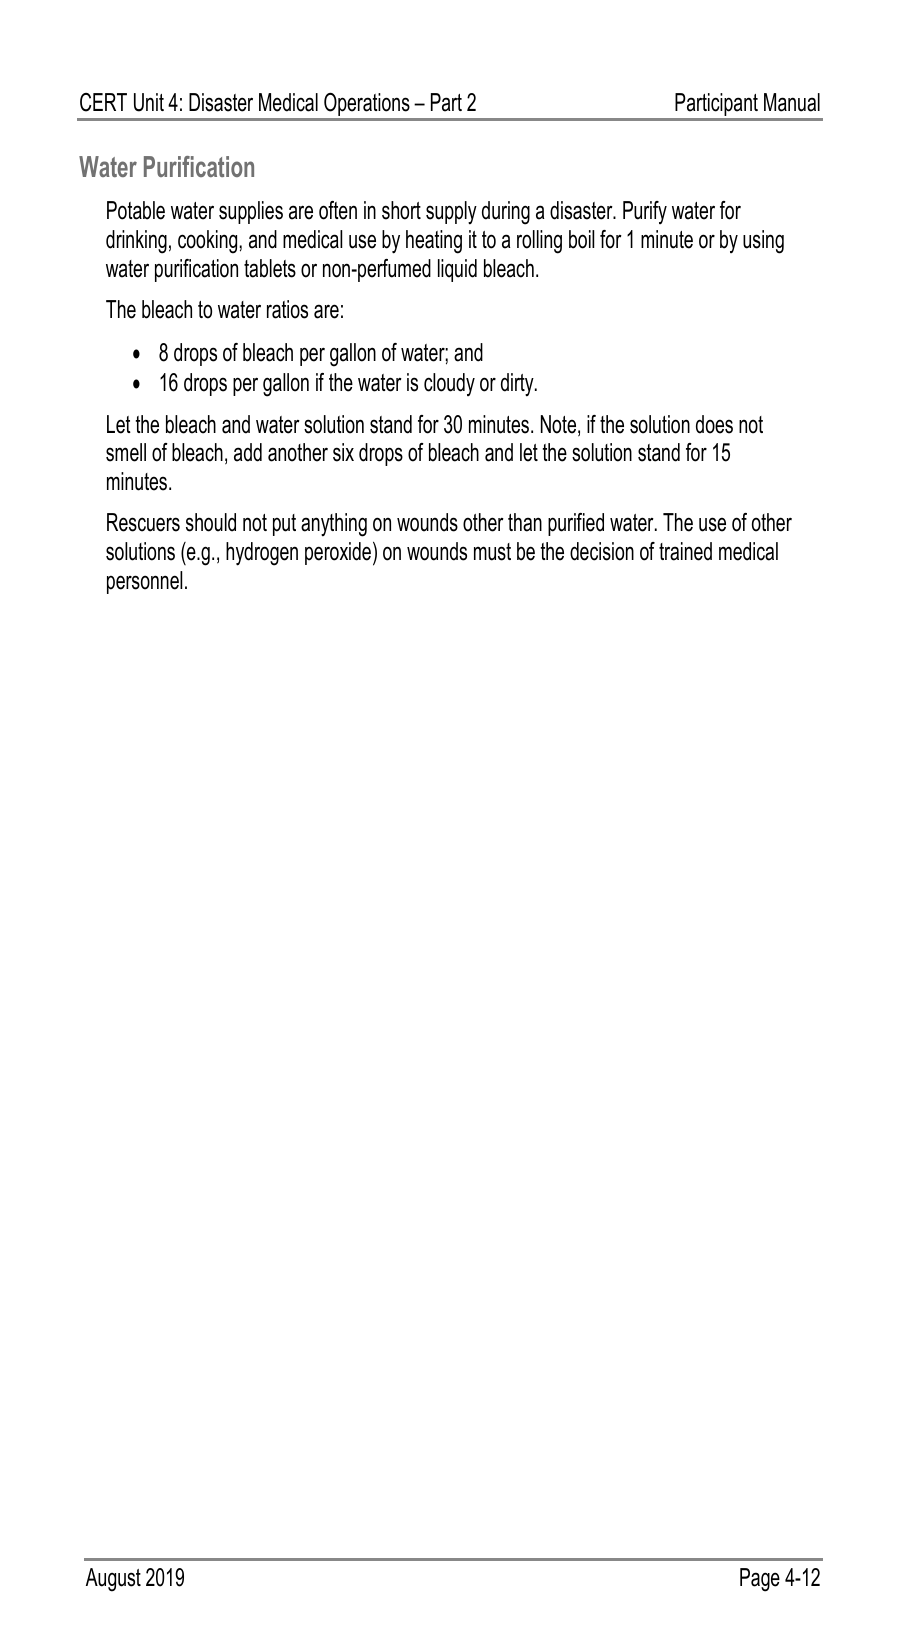 CERT Unit 4: Disaster Medical Operations – Part 2 Participant Manual
Water Purification
Potable water supplies are often in short supply during a disaster. Purify water for
drinking, cooking, and medical use by heating it to a rolling boil for 1 minute or by using
water purification tablets or non-perfumed liquid bleach.
The bleach to water ratios are:
• 8 drops of bleach per gallon of water; and
• 16 drops per gallon if the water is cloudy or dirty.
Let the bleach and water solution stand for 30 minutes. Note, if the solution does not
smell of bleach, add another six drops of bleach and let the solution stand for 15
minutes.
Rescuers should not put anything on wounds other than purified water. The use of other
solutions (e.g., hydrogen peroxide) on wounds must be the decision of trained medical
personnel.
August 2019 Page 4-12